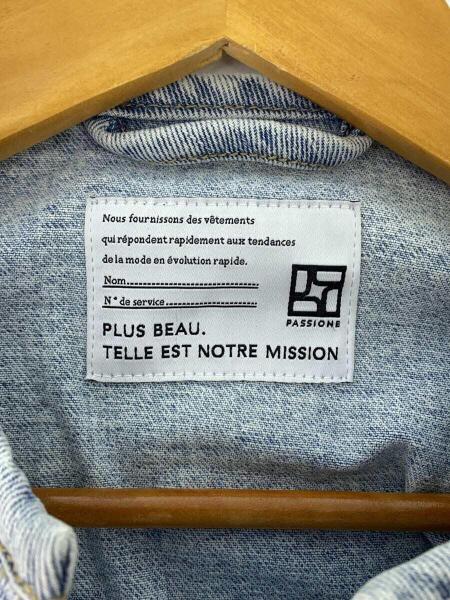 Nous fournissons des vêtements
qui répondent rapidement aux tendances
de la mode en évolution rapide.
Nom
N° de service
PASSIONE
PLUS BEAU.
TELLE EST NOTRE MISSION